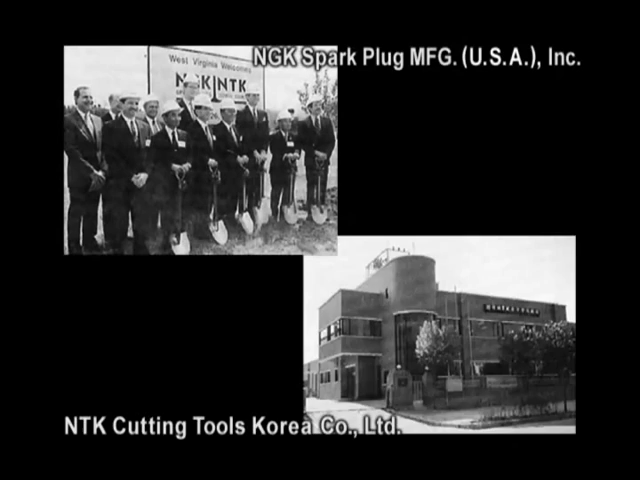 NGK Spark Plug MFG. (U.S.A.), Inc.
West Virginia Welcomes
NGK NTK
NTK Cutting Tools Korea Co., Ltd.